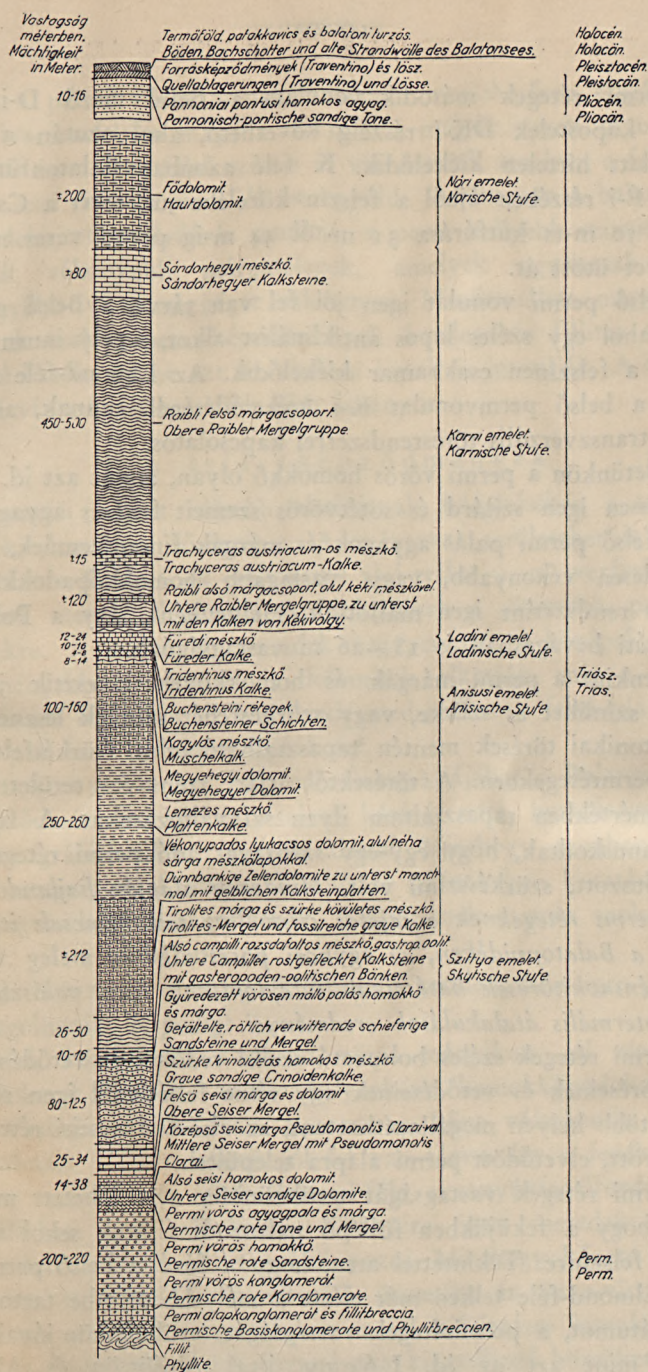 Vastagság
méterben.
Mächtigkeit
in Meter.
Termőföld, patakkavics és balatoni turzás.
Böden, Bachschotter und alte Strandwälle des Balatonsees.
Holocén.
Holocän.
Forrásképződmények (Traventino) és lösz.
Quellablagerungen (Traventino) und Lösse.
Pleisztocén.
Pleistocän.
10-16
Pannoniai pontusi homokos agyag.
Pannonisch-pontische sandige Tone.
Pliocén.
Pliocän.
±200
Fődolomit.
Hautdolomit.
Nóri emelet.
Norische Stufe.
±80
Sándorhegyi mészkő.
Sándorhegyer Kalksteine.
450-500
Raibli felső márgacsoport
Obere Raibler Mergelgruppe
Karni emelet.
Karnische Stufe.
±15
Trachyceras austriacum-os mészkő.
Trachyceras austriacum-Kalke.
±120
Raibli alsó márgacsoport, alul kéki mészkővel.
Untere Raibler Mergelgruppe, zu unterst
mit den Kalken von Kékivölgy.
12-24
10-16
4-8
8-14
Füredi mészkő
Füreder Kalke.
Ladini emelet
Ladinische Stufe.
Tridentinus mészkő.
Tridentinus Kalke.
Triász.
Trias.
100-160
Buchensteini rétegek.
Buchensteiner Schichten.
Anisusi emelet.
Anisische Stufe
Kagylós mészkő.
Muschelkalk.
Megyehegyi dolomit.
Megyehegyer Dolomit.
250-260
Lemezes mészkő.
Plattenkalke.
Vékonypados lyukacsos dolomit, alul néha
sárga mészkőlapokkal.
Dünnbankige Zellendolomite zu unterst manch-
mal mit gelblichen Kalksteinplatten.
±212
Tirolites márga és szürke kövületes mészkő.
Tirolites-Mergel und fossilreiche graue Kalke
Alsó campilli rozsdafoltos mészkő, gastrop. oolit
Untere Campiller rostgefleckte Kalksteine
mit gasteropoden-oolitischen Bänken.
Szittya emelet.
Skytische Stufe.
26-50
Gyüredezett vörösen málló palás homokkő
és márga.
Gefältelte, rötlich verwitternde schieferige
Sandsteine und Mergel.
10-16
Szürke krinoideás homokos mészkő.
Graue sandige Crinoidenkalke.
80-125
Felső seisi márga es dolomit
Obere Seiser Mergel.
25-34
Középső seisi márga Pseudomonotis Clarai-val.
Mittlere Seiser Mergel mit Pseudomonotis
Clarai.
14-38
Alsó seisi homokos dolomit.
Untere Seiser sandige Dolomite.
Permi vörös agyagpala és márga.
Permische rote Tone und Mergel.
200-220
Permi vörös homokkő.
Permische rote Sandsteine.
Perm.
Perm.
Permi vörös konglomerát
Permische rote Konglomerate.
Permi alapkonglomerát és fillitbreccia.
Permische Basiskonglomerate und Phyllitbreccien.
Fillit.
Phyllite.